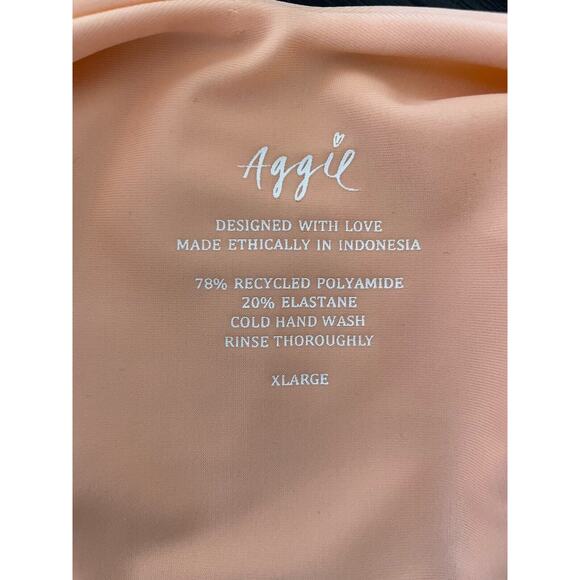 Aggie
DESIGNED WITH LOVE
MADE ETHICALLY IN INDONESIA
78% RECYCLED POLYAMIDE
20% ELASTANE
COLD HAND WASH
RINSE THOROUGHLY
XLARGE